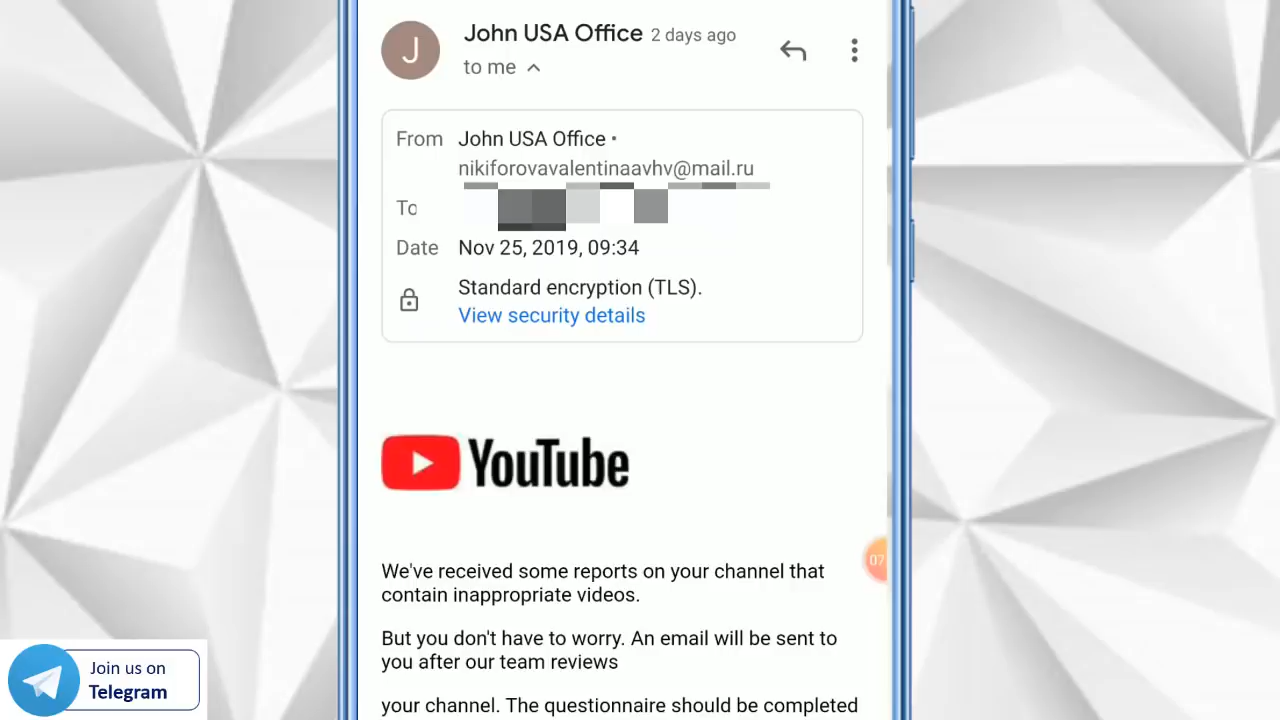 J
John USA Office 2 days ago
to me
From John USA Office
nikiforovavalentinaavhv@mail.ru
To
Date Nov 25, 2019, 09:34
Standard encryption (TLS).
View security details
YouTube
We've received some reports on your channel that
contain inappropriate videos.
07
But you don't have to worry. An email will be sent to
you after our team reviews
your channel. The questionnaire should be completed
Join us on
Telegram